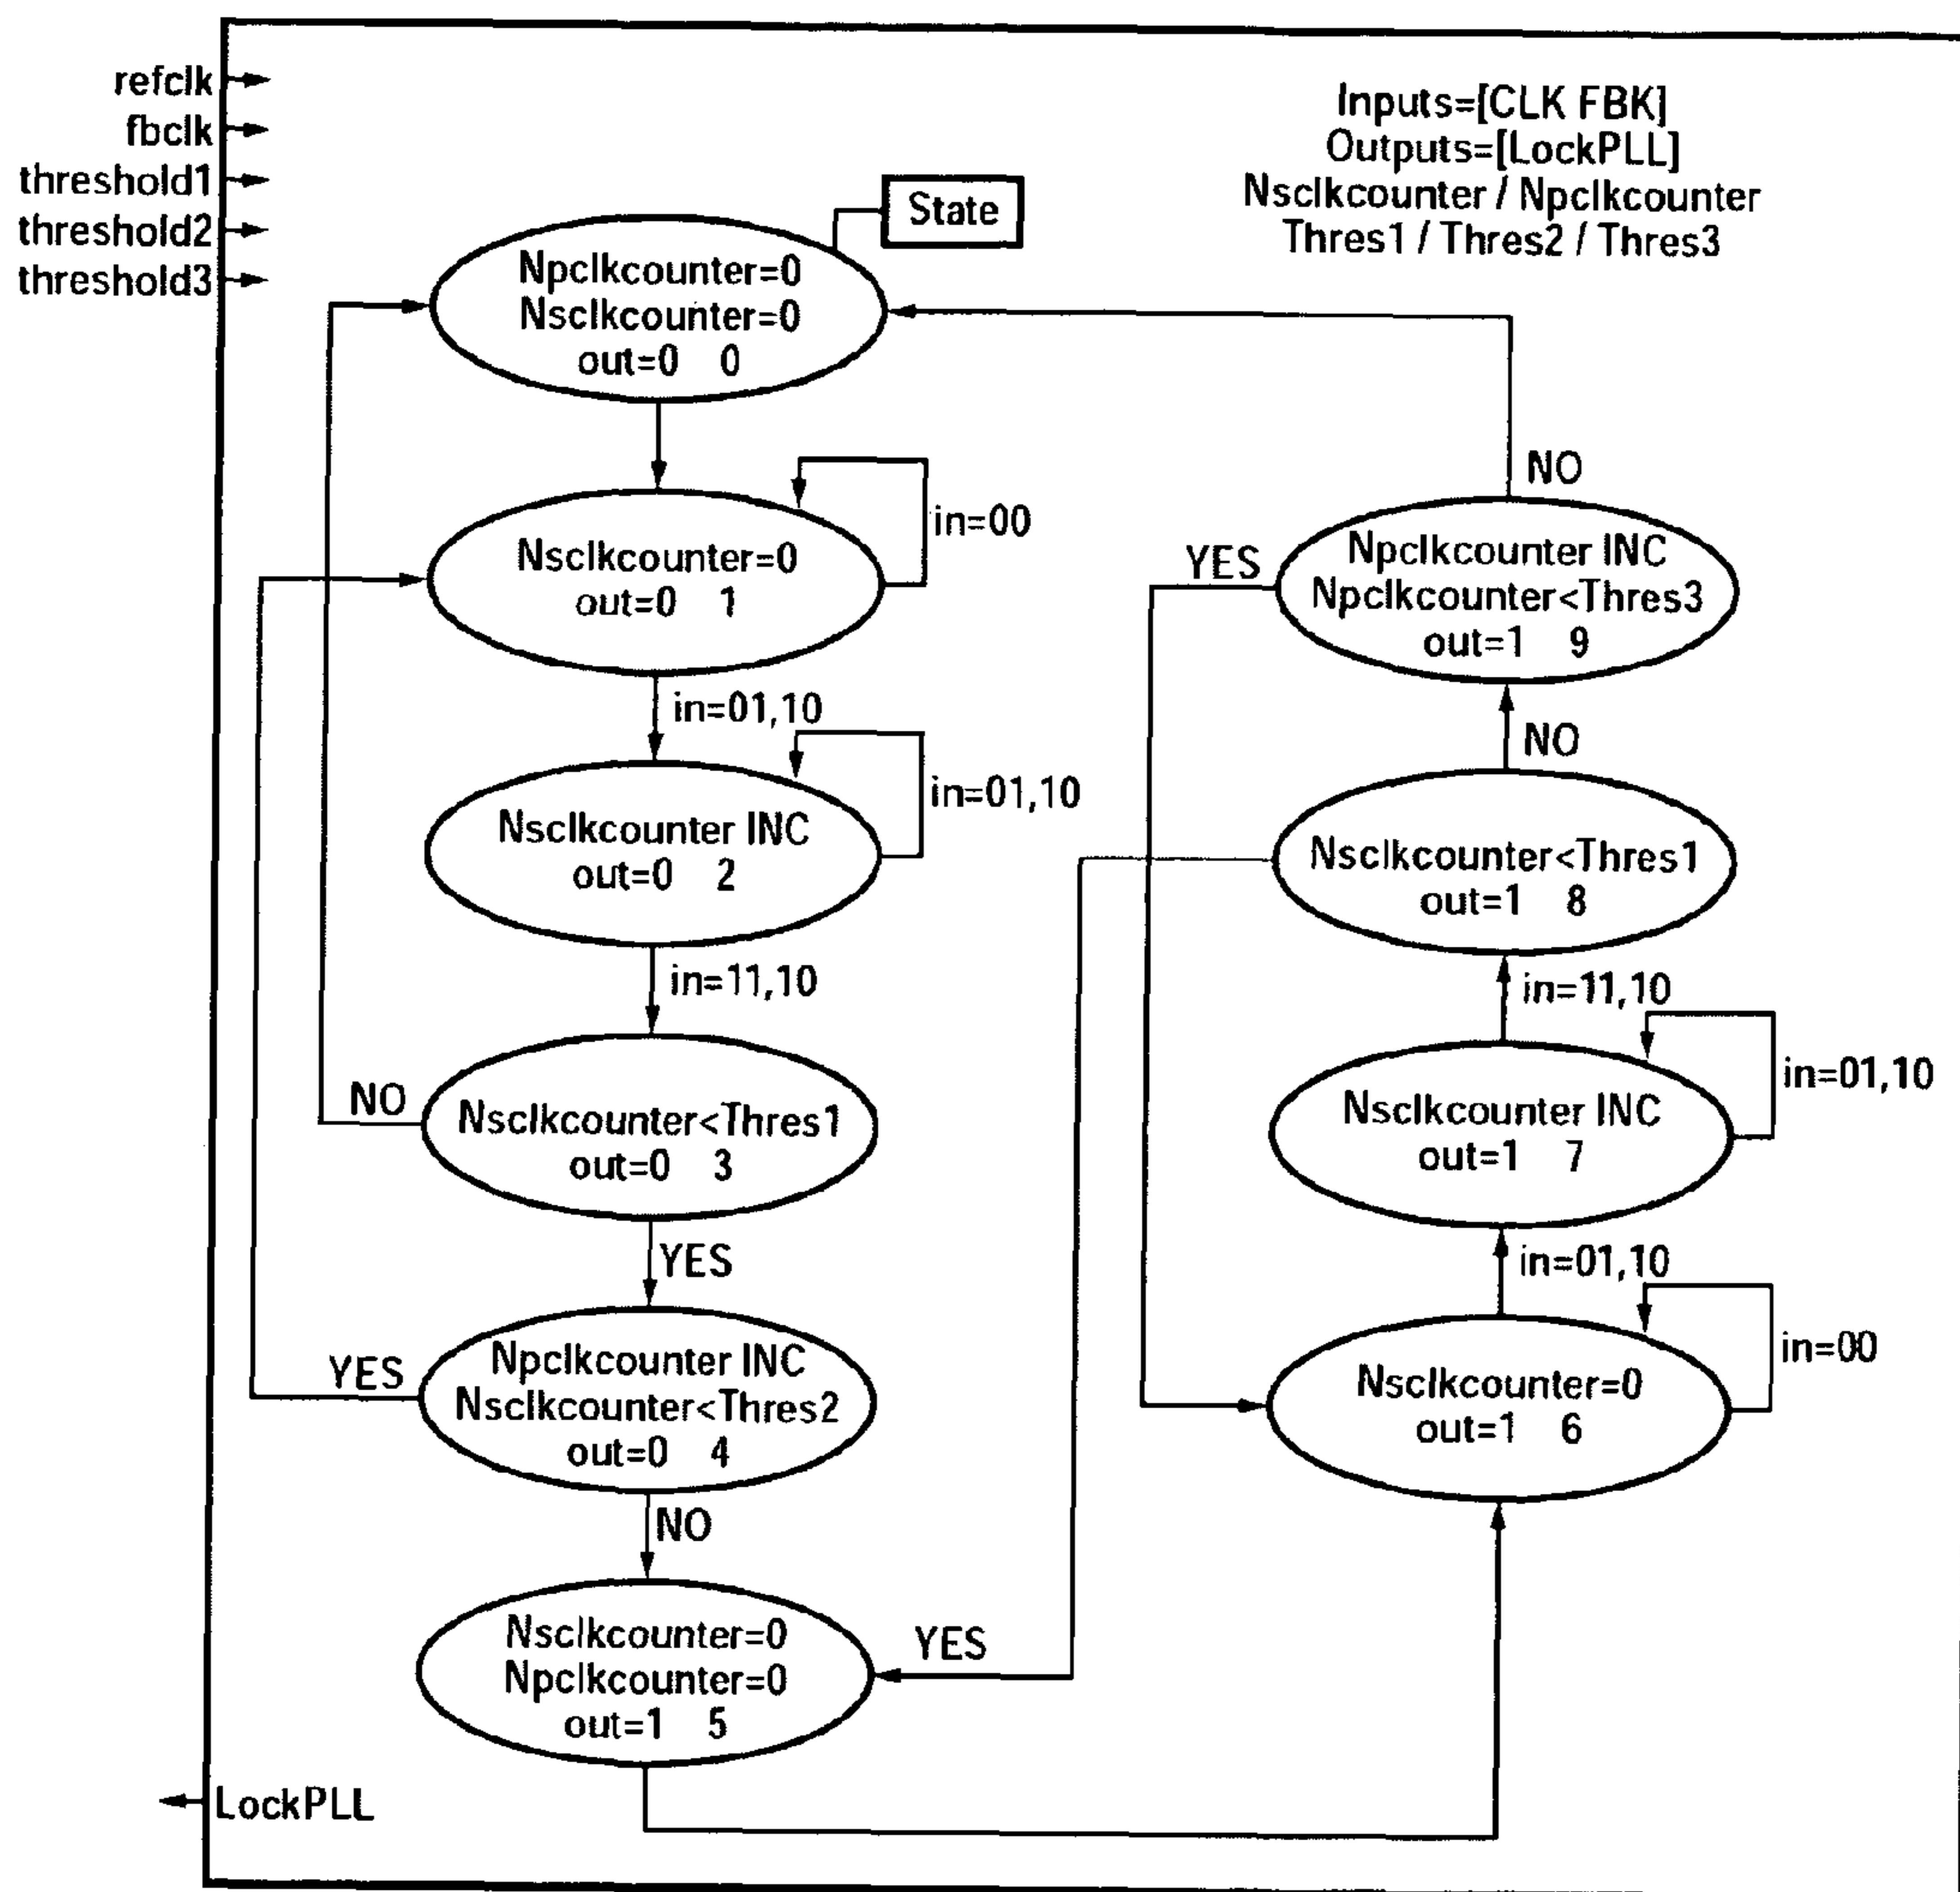 refclk
fbclk
threshold1
threshold2
threshold3
Inputs=[CLK FBK]
Outputs=[LockPLL]
Nsclkcounter / Npclkcounter
Thres1 / Thres2 / Thres3
State
Npclkcounter=0
Nsclkcounter=0
out=0 0
in=00
Nsclkcounter=0
out=0 1
in=01,10
in=01,10
Nsclkcounter INC
out=0 2
in=11,10
NO
Nsclkcounter<Thres1
out=0 3
YES
YES
Npclkcounter INC
Nsclkcounter<Thres2
out=0 4
NO
Nsclkcounter=0
Npclkcounter=0
out=1 5
YES
NO
YES
Npclkcounter INC
Npclkcounter<Thres3
out=1 9
NO
Nsclkcounter<Thres1
out=1 8
in=11,10
in=01,10
Nsclkcounter INC
out=1 7
in=01,10
in=00
Nsclkcounter=0
out=1 6
LockPLL